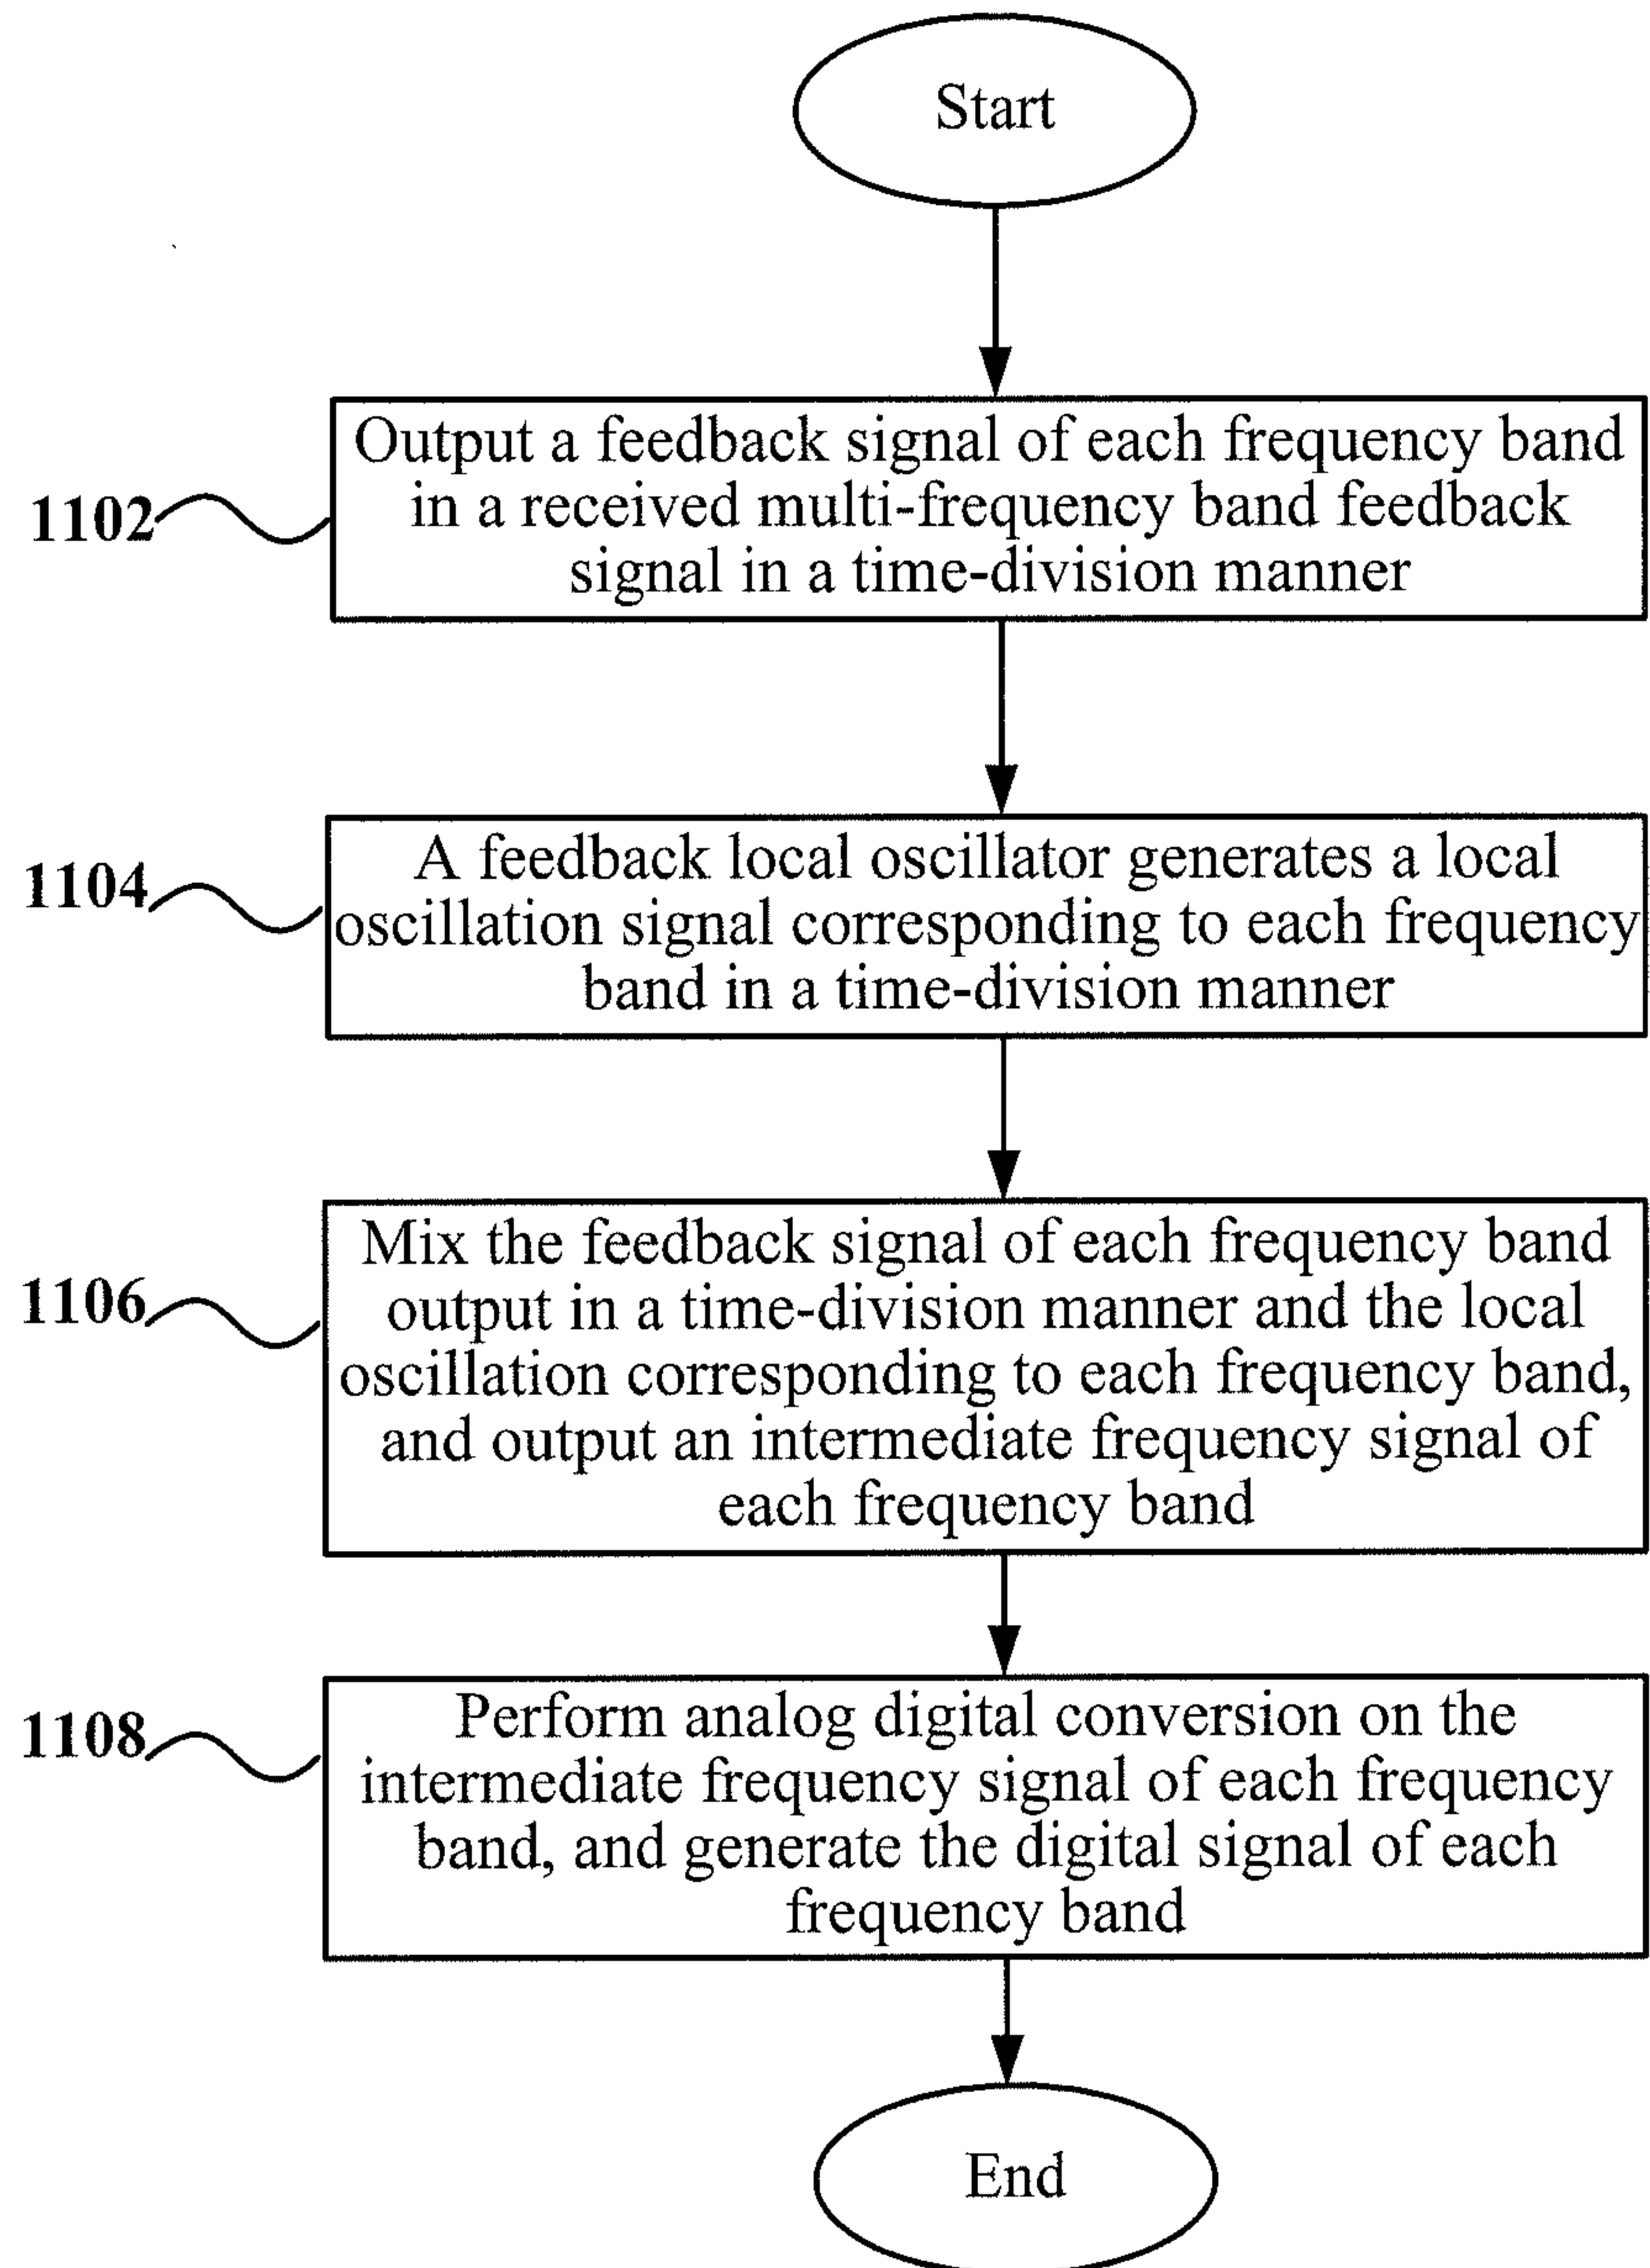 Start
Output a feedback signal of each frequency band
in a received multi-frequency band feedback
signal in a time-division manner
1102
A feedback local oscillator generates a local
oscillation signal corresponding to each frequency
band in a time-division manner
1104
Mix the feedback signal of each frequency band
output in a time-division manner and the local
oscillation corresponding to each frequency band,
and output an intermediate frequency signal of
each frequency band
1106
Perform analog digital conversion on the
intermediate frequency signal of each frequency
band, and generate the digital signal of each
frequency band
1108
End